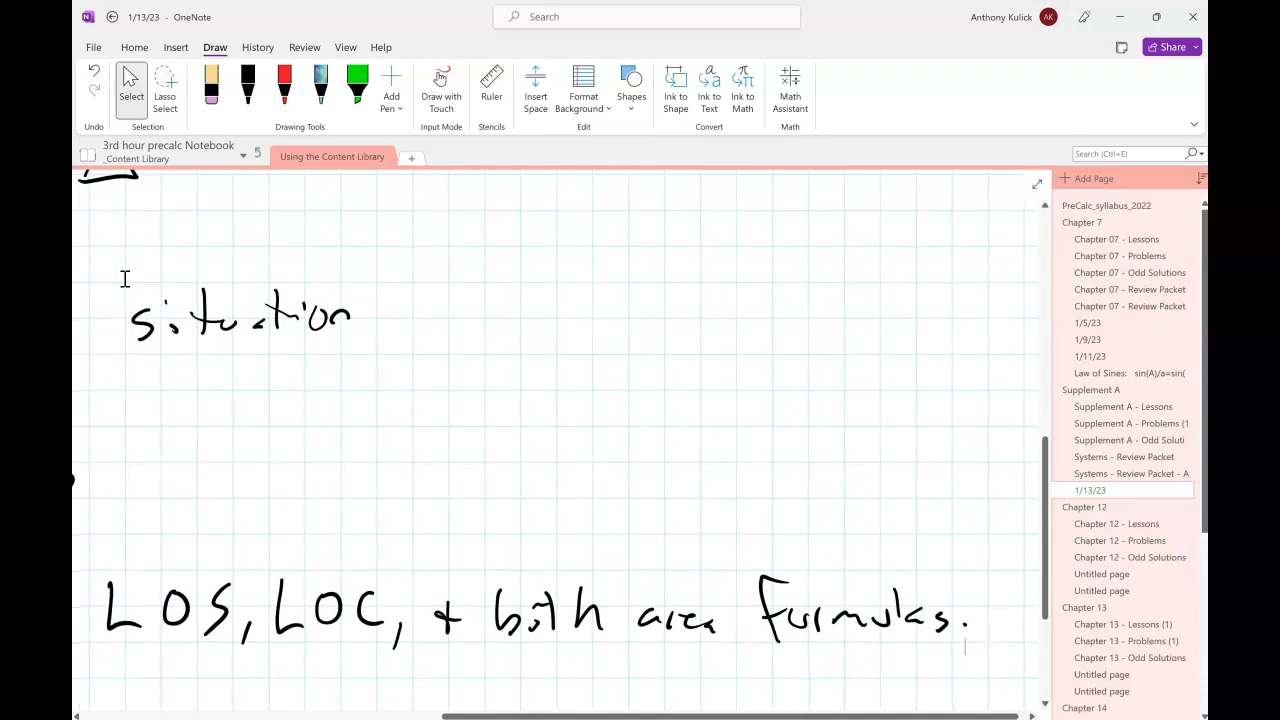 1/13/23 - OneNote
Search
Anthony Kulick AK
File Home Insert Draw History Review View Help
Share
Select
Lasso Select
Add Pen
Draw with Touch
Ruler
Insert Space
Format Background
Shapes
Ink to Shape
Ink to Text
Ink to Math
Math Assistant
Undo Selection Drawing Tools Input Mode Stencils Edit Convert Math
3rd hour precalc Notebook
_Content Library
Using the Content Library
Search (Ctrl+E)
situation
LOS, LOC, + both area formulas.
Add Page
PreCalc_syllabus_2022
Chapter 7
Chapter 07 - Lessons
Chapter 07 - Problems
Chapter 07 - Odd Solutions
Chapter 07 - Review Packet
Chapter 07 - Review Packet
1/5/23
1/9/23
1/11/23
Law of Sines: sin(A)/a=sin(
Supplement A
Supplement A - Lessons
Supplement A - Problems (1
Supplement A - Odd Soluti
Systems - Review Packet
Systems - Review Packet - A
1/13/23
Chapter 12
Chapter 12 - Lessons
Chapter 12 - Problems
Chapter 12 - Odd Solutions
Untitled page
Untitled page
Chapter 13
Chapter 13 - Lessons (1)
Chapter 13 - Problems (1)
Chapter 13 - Odd Solutions
Untitled page
Untitled page
Chapter 14